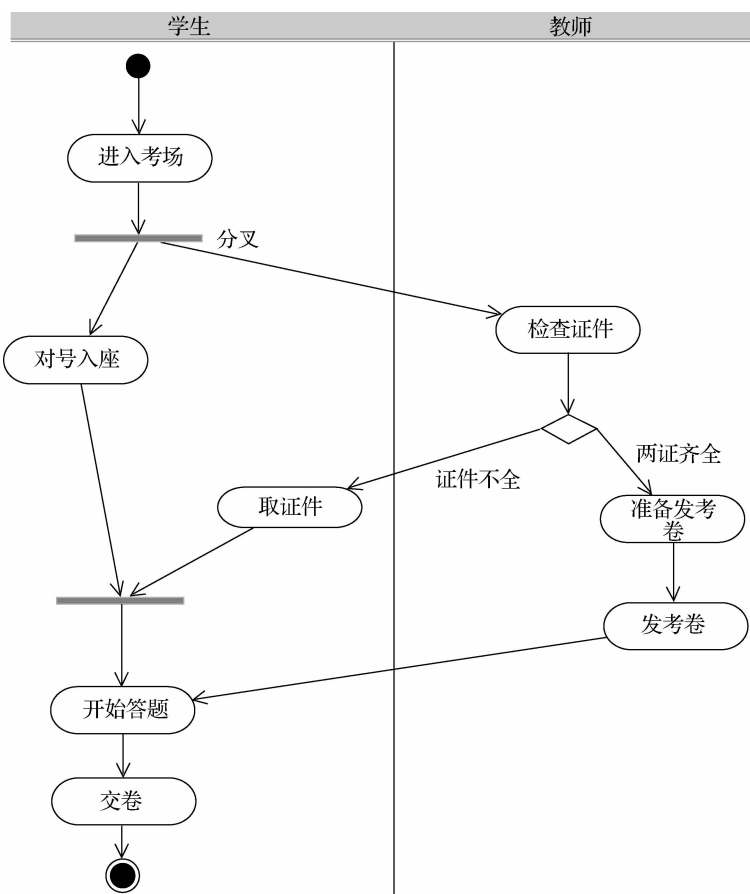 学生
教师
进入考场
分叉
检查证件
对号入座
两证齐全
证件不全
取证件
准备发考
卷
发考卷
开始答题
交卷